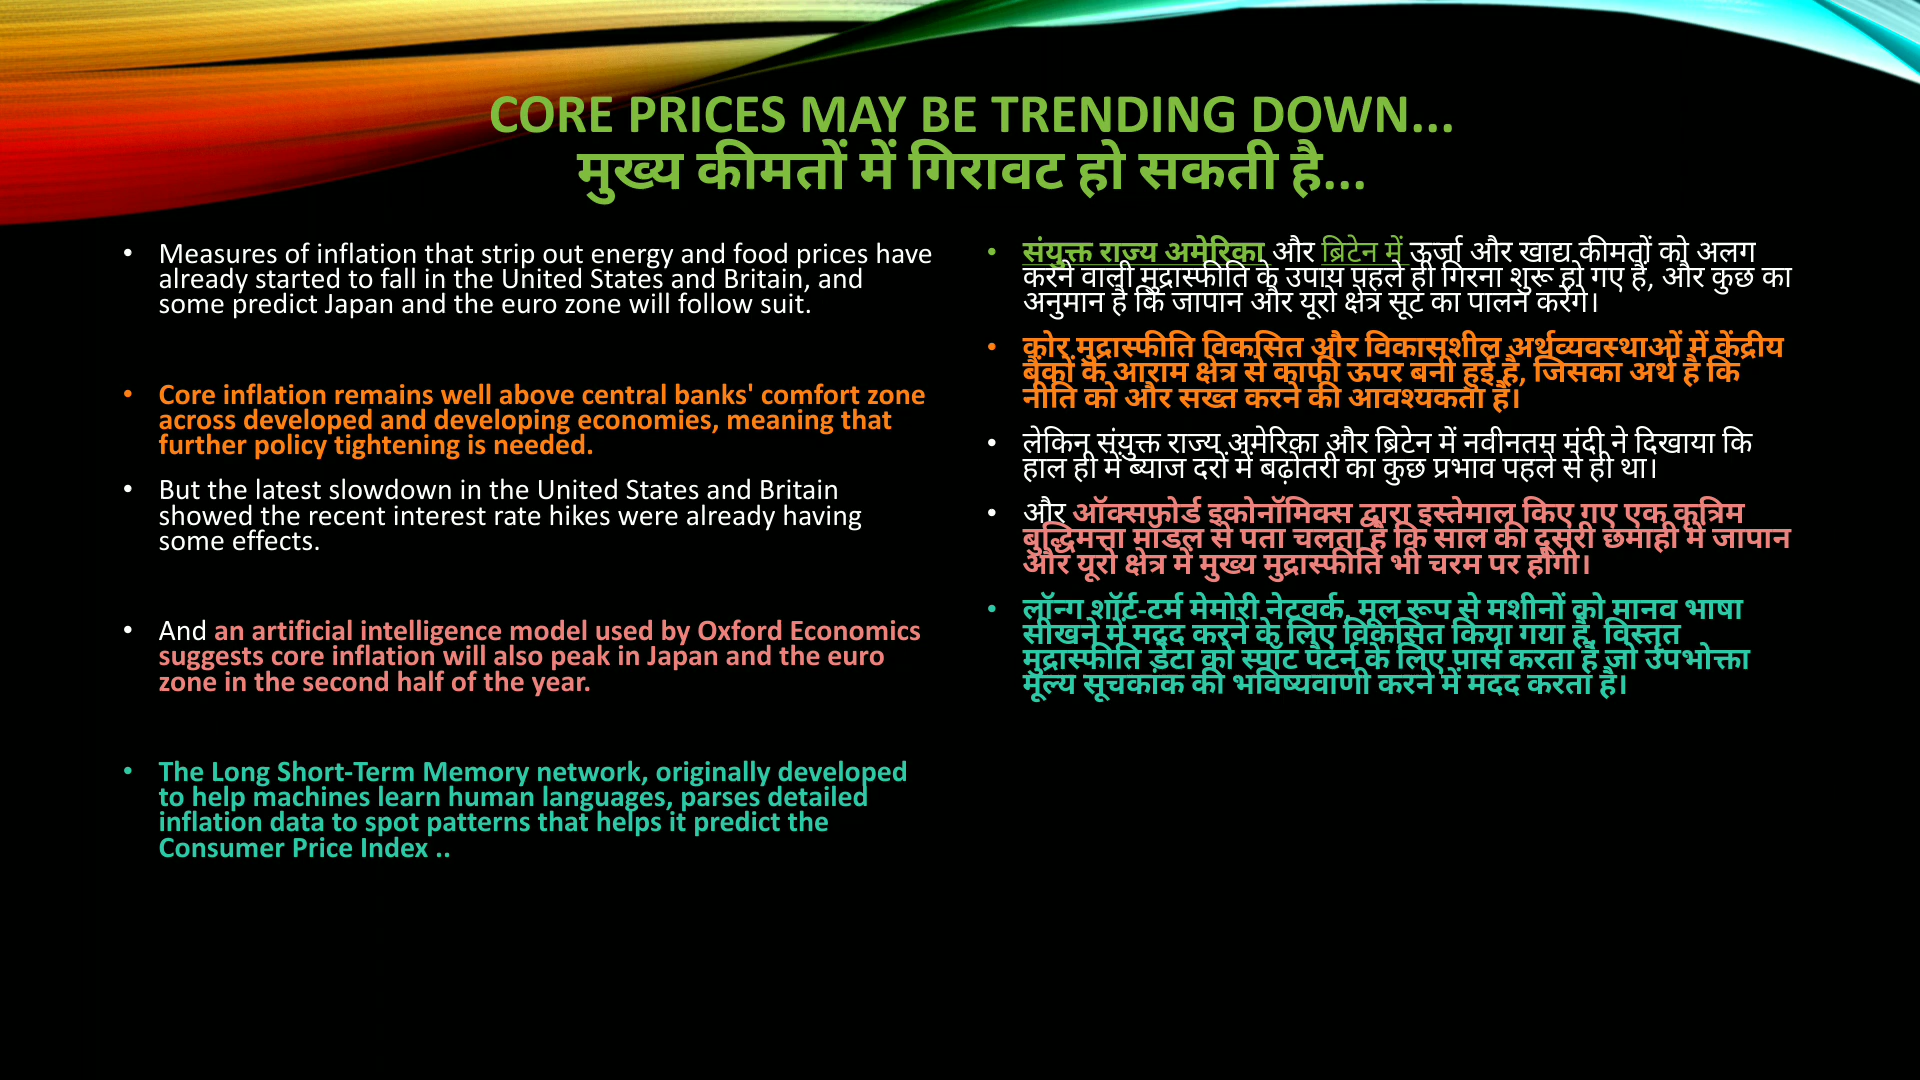 CORE PRICES MAY BE TRENDING DOWN...
मुख्य कीमतों में गिरावट हो सकती है...
• Measures of inflation that strip out energy and food prices have
already started to fall in the United States and Britain, and
some predict Japan and the euro zone will follow suit.
• Core inflation remains well above central banks' comfort zone
across developed and developing economies, meaning that
further policy tightening is needed.
• But the latest slowdown in the United States and Britain
showed the recent interest rate hikes were already having
some effects.
• And an artificial intelligence model used by Oxford Economics
suggests core inflation will also peak in Japan and the euro
zone in the second half of the year.
• The Long Short-Term Memory network, originally developed
to help machines learn human languages, parses detailed
inflation data to spot patterns that helps it predict the
Consumer Price Index ..
• संयुक्त राज्य अमेरिका और ब्रिटेन में ऊर्जा और खाद्य कीमतों को अलग
करने वाली मुद्रास्फीति के उपाय पहले ही गिरना शुरू हो गए हैं, और कुछ का
अनुमान है कि जापान और यूरो क्षेत्र सूट का पालन करेंगे।
• कोर मुद्रास्फीति विकसित और विकासशील अर्थव्यवस्थाओं में केंद्रीय
बैंकों के आराम क्षेत्र से काफी ऊपर बनी हुई है, जिसका अर्थ है कि
नीति को और सख्त करने की आवश्यकता है।
• लेकिन संयुक्त राज्य अमेरिका और ब्रिटेन में नवीनतम मंदी ने दिखाया कि
हाल ही में ब्याज दरों में बढ़ोतरी का कुछ प्रभाव पहले से ही था।
• और ऑक्सफ़ोर्ड इकोनॉमिक्स द्वारा इस्तेमाल किए गए एक कृत्रिम
बुद्धिमत्ता मॉडल से पता चलता है कि साल की दूसरी छमाही में जापान
और यूरो क्षेत्र में मुख्य मुद्रास्फीति भी चरम पर होगी।
• लॉन्ग शॉर्ट-टर्म मेमोरी नेटवर्क, मूल रूप से मशीनों को मानव भाषा
सीखने में मदद करने के लिए विकसित किया गया है, विस्तृत
मुद्रास्फीति डेटा को स्पॉट पैटर्न के लिए पार्स करता है जो उपभोक्ता
मूल्य सूचकांक की भविष्यवाणी करने में मदद करता है।